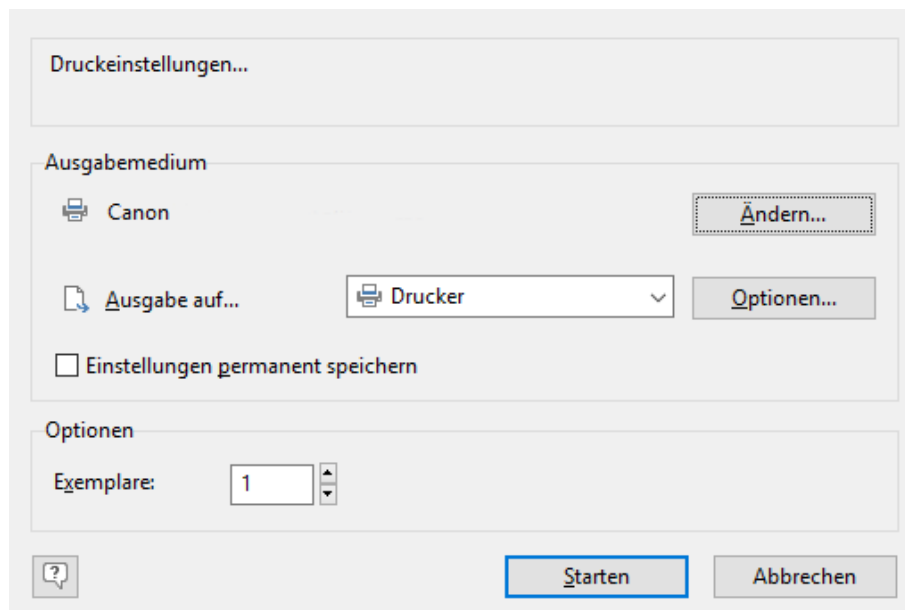 Druckeinstellungen...
Ausgabemedium
Canon
Ändern...
Ausgabe auf...
Drucker
Optionen...
Einstellungen permanent speichern
Optionen
Exemplare:
1
?
Starten
Abbrechen